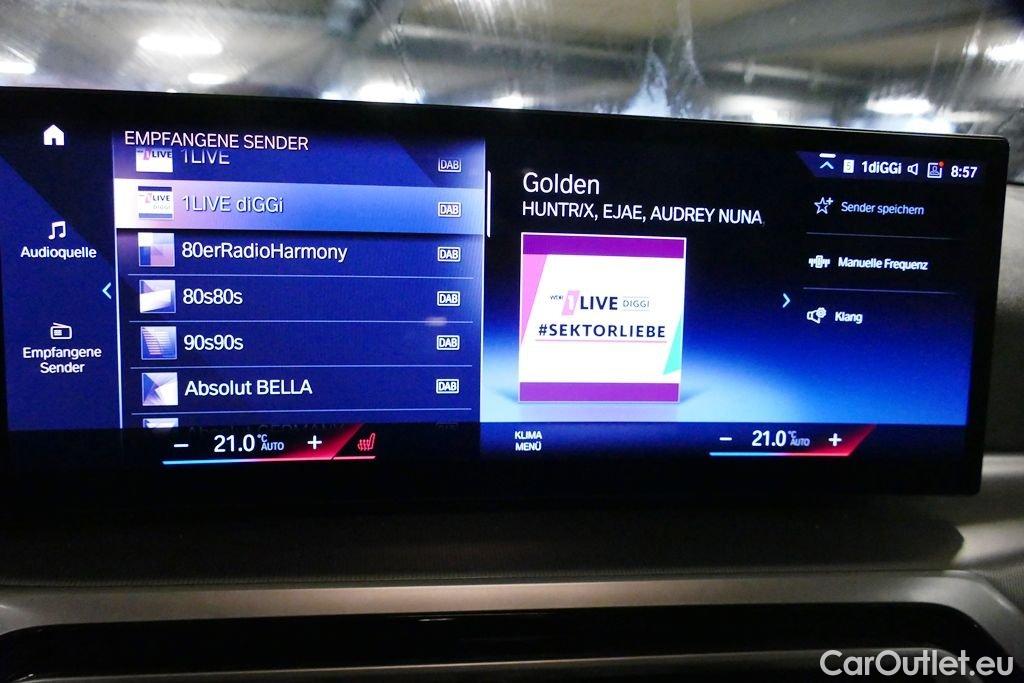 EMPFANGENE SENDER
1LIVE
DAB
1LIVE diGGi
DAB
80erRadioHarmony
DAB
80s80s
DAB
90s90s
DAB
Absolut BELLA
DAB
Audioquelle
Empfangene
Sender
Golden
HUNTR/X, EJAE, AUDREY NUNA
WDR 1LIVE DIGGI
#SEKTORLIEBE
1diGGi 8:57
Sender speichern
Manuelle Frequenz
Klang
− 21.0 °C AUTO +
KLIMA
MENÜ
− 21.0 °C AUTO +
CarOutlet.eu